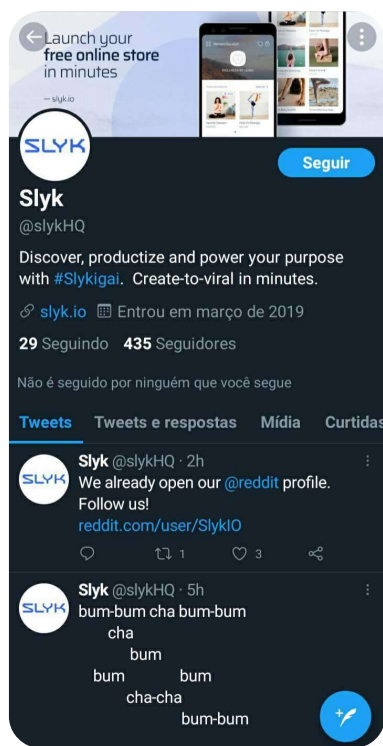 Launch your
free online store
in minutes
— slyk.io
SLYK
Seguir
Slyk
@slykHQ
Discover, productize and power your purpose
with #Slykigai. Create-to-viral in minutes.
slyk.io Entrou em março de 2019
29 Seguindo 435 Seguidores
Não é seguido por ninguém que você segue
Tweets Tweets e respostas Mídia Curtidas
SLYK
Slyk @slykHQ · 2h
We already open our @reddit profile.
Follow us!
reddit.com/user/SlykIO
1 3
SLYK
Slyk @slykHQ · 5h
bum-bum cha bum-bum
cha
bum
bum bum
cha-cha
bum-bum